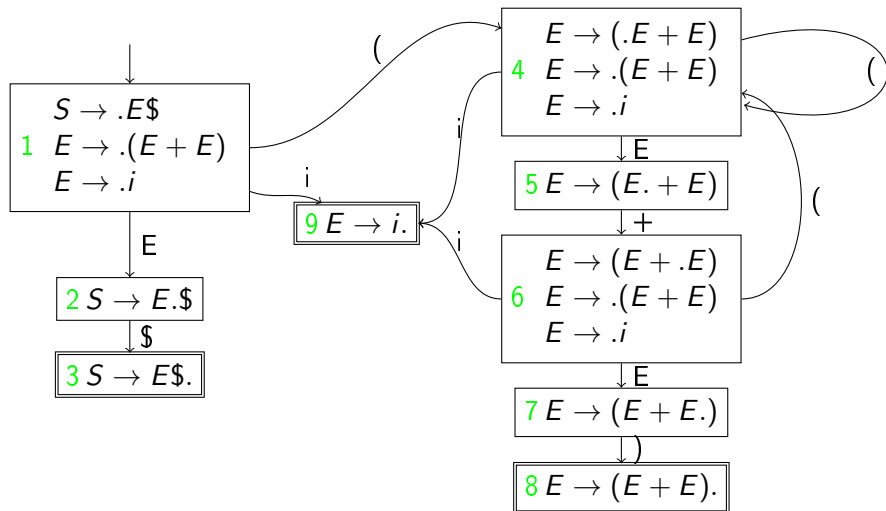 S → .E$
1 E → .(E + E)
E → .i
E
2 S → E.$
$
3 S → E$.
(
i
9 E → i.
i
i
E → (.E + E)
4 E → .(E + E)
E → .i
(
E
5 E → (E. + E)
+
E → (E + .E)
6 E → .(E + E)
E → .i
(
E
7 E → (E + E.)
)
8 E → (E + E).